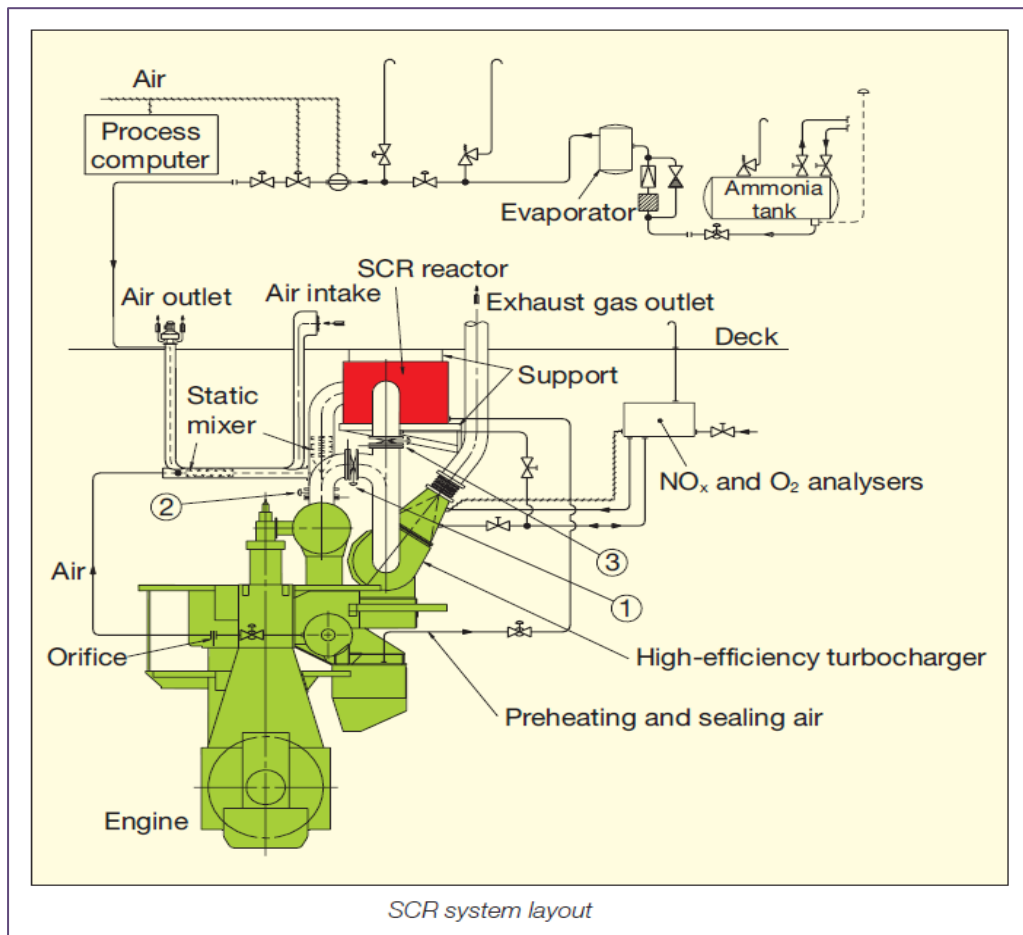 Air
Process
computer
Evaporator
Ammonia
tank
SCR reactor
Air outlet
Air intake
Exhaust gas outlet
Deck
Support
Static
mixer
NOₓ and O₂ analysers
②
③
Air
①
Orifice
High-efficiency turbocharger
Preheating and sealing air
Engine
SCR system layout